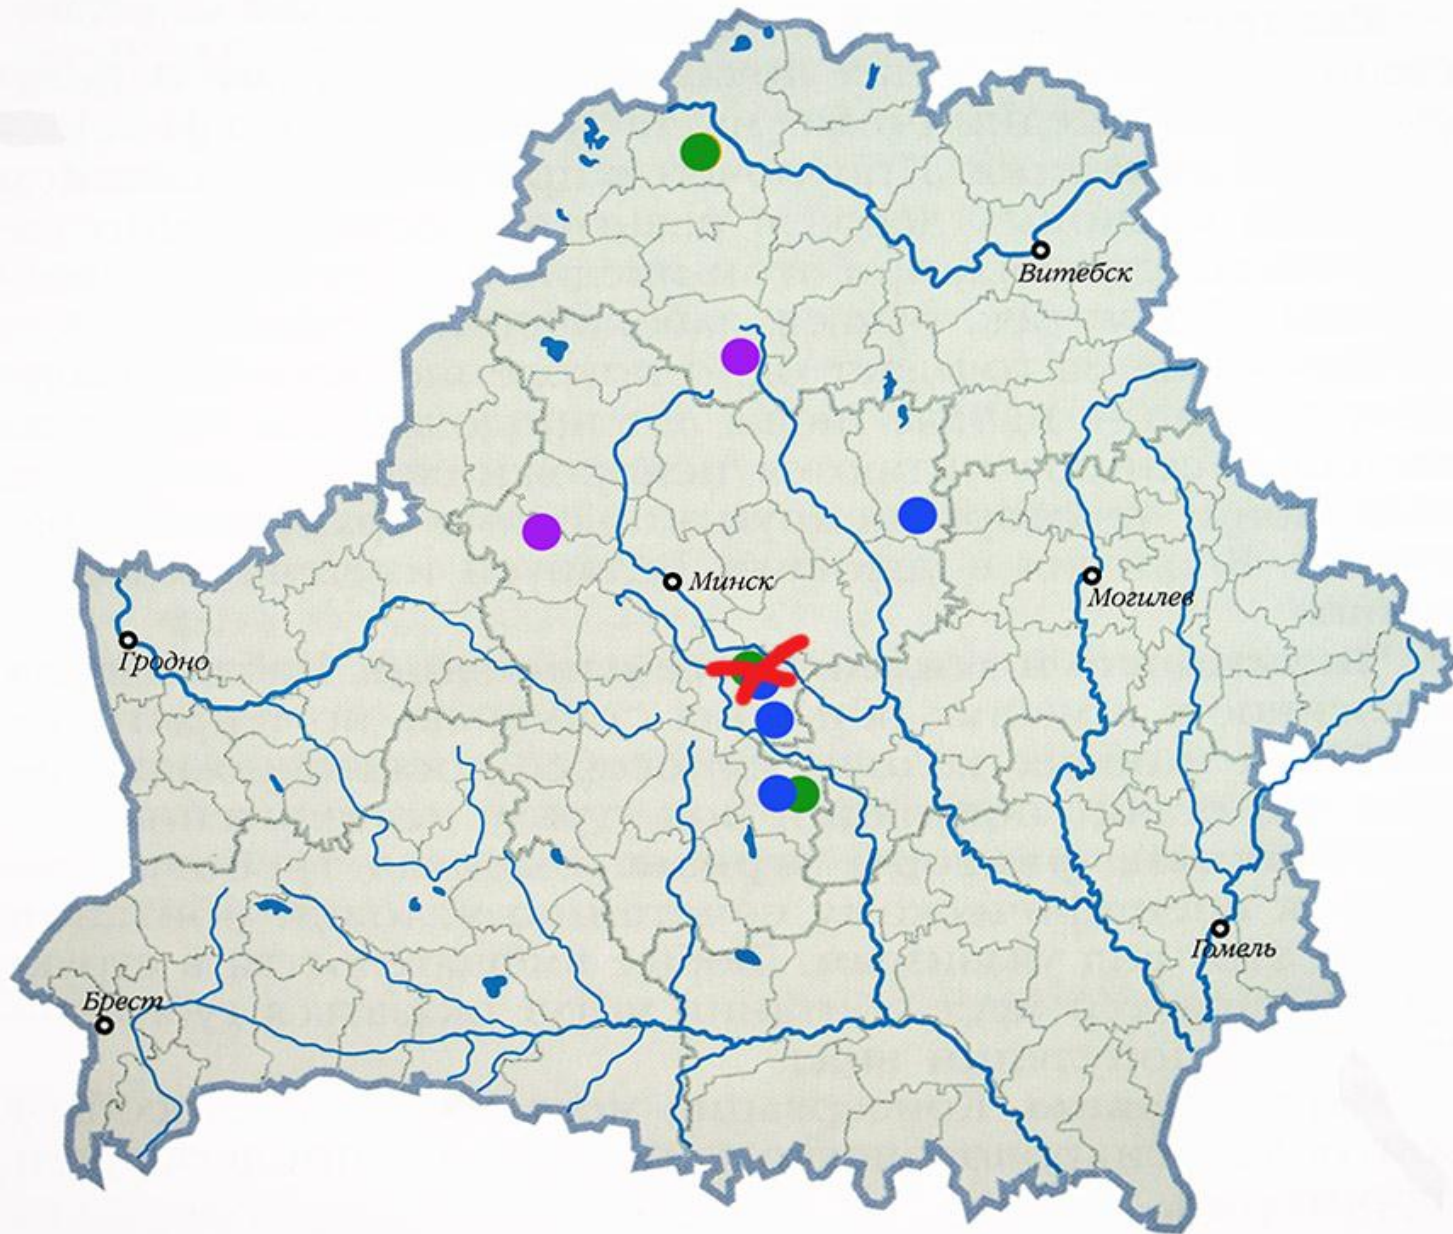 Витебск
Минск
Могилев
Гродно
Гомель
Брест